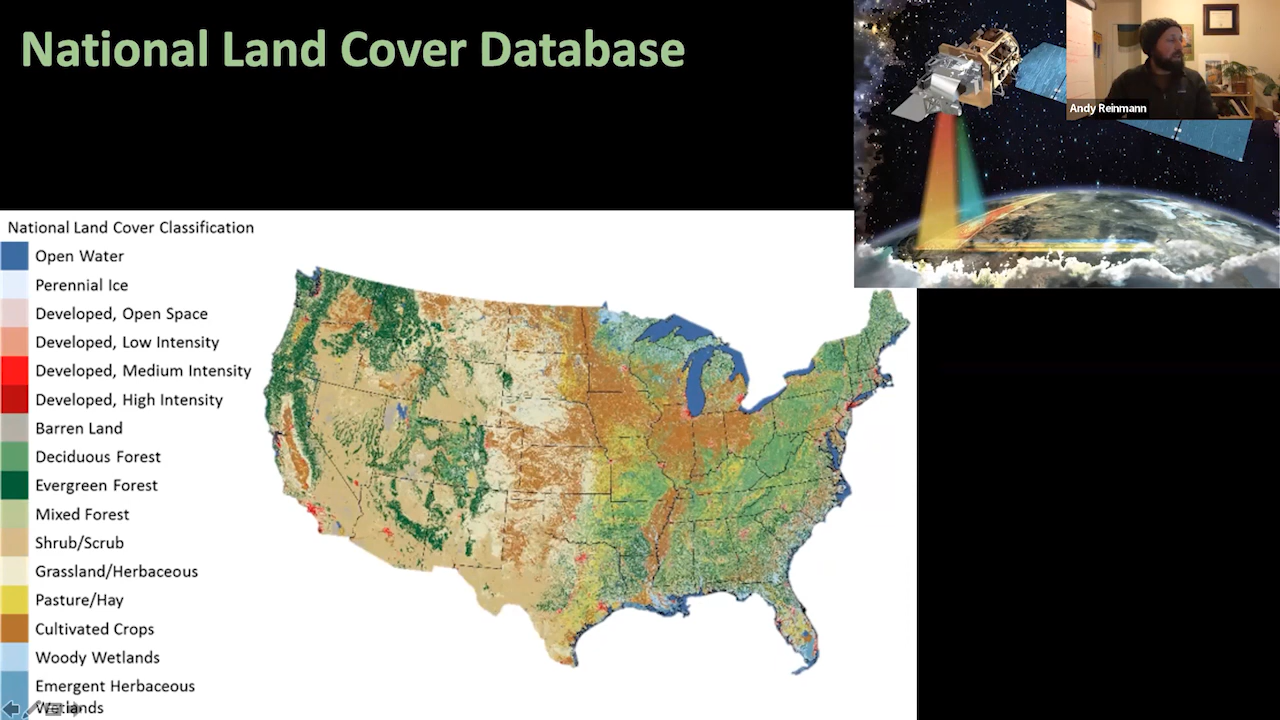 National Land Cover Database
Andy Reinmann
National Land Cover Classification
Open Water
Perennial Ice
Developed, Open Space
Developed, Low Intensity
Developed, Medium Intensity
Developed, High Intensity
Barren Land
Deciduous Forest
Evergreen Forest
Mixed Forest
Shrub/Scrub
Grassland/Herbaceous
Pasture/Hay
Cultivated Crops
Woody Wetlands
Emergent Herbaceous
Wetlands